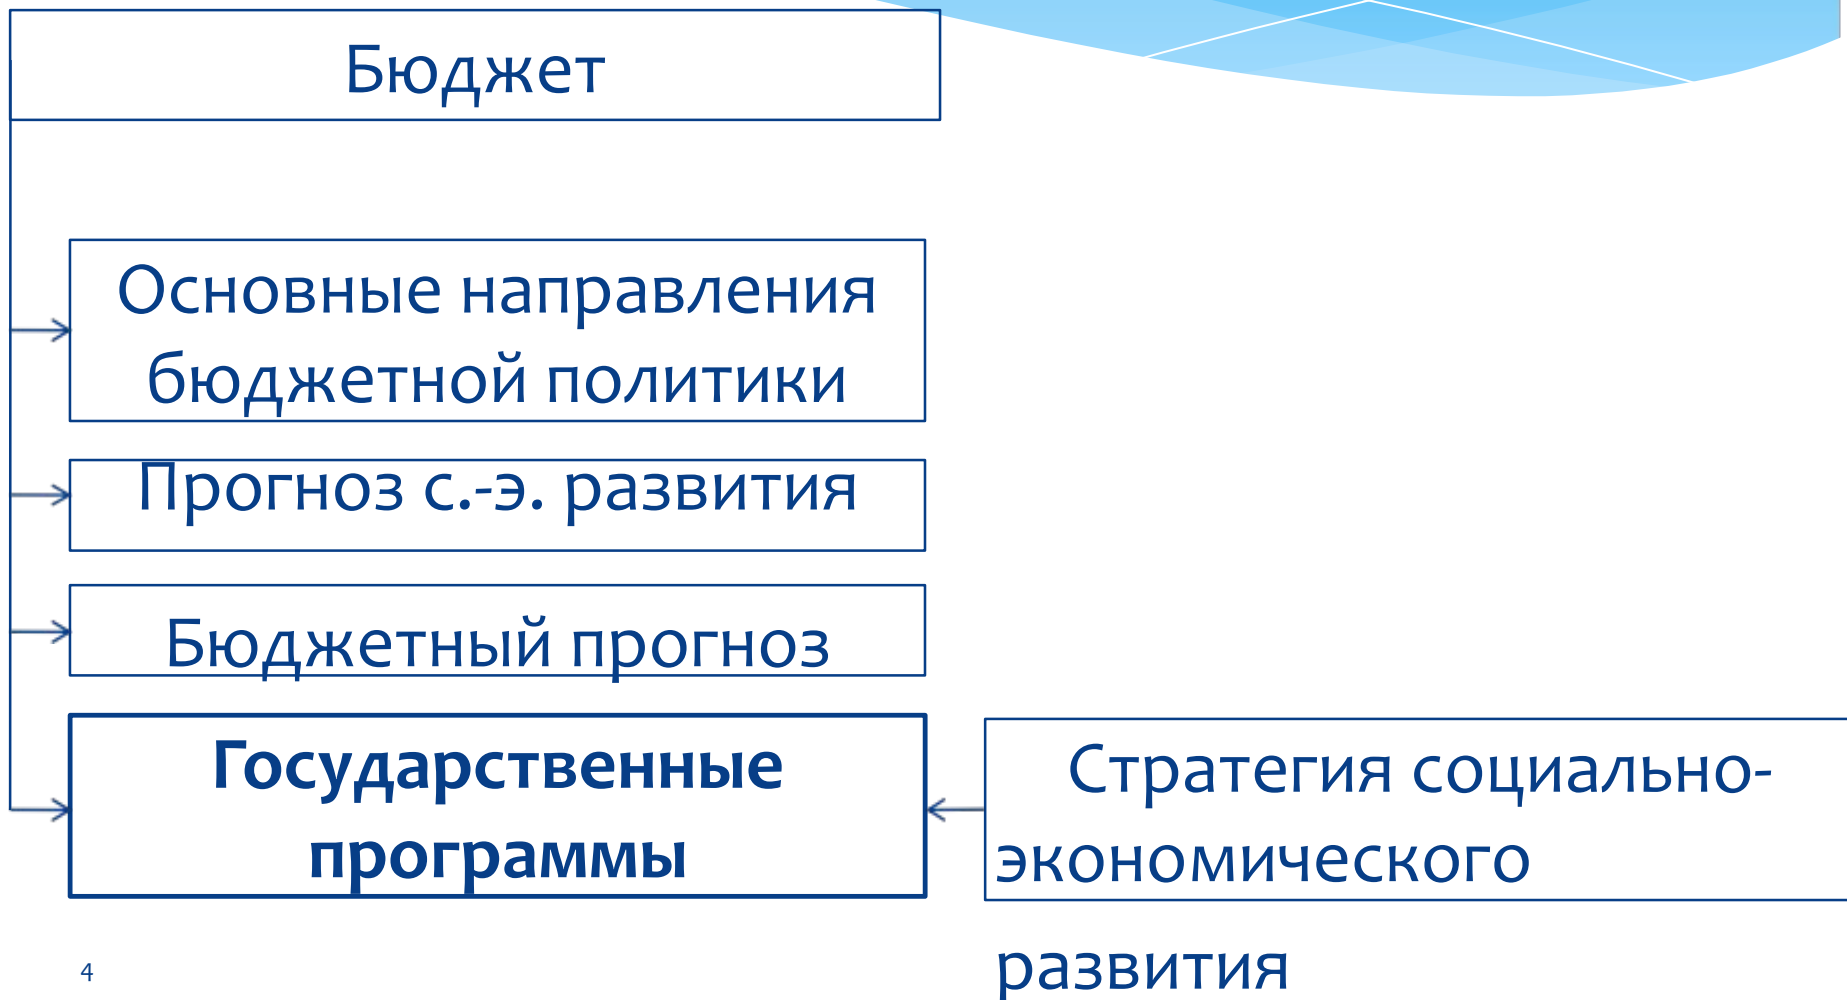 Бюджет
Основные направления
бюджетной политики
Прогноз с.-э. развития
Бюджетный прогноз
Государственные
программы
Стратегия социально-
экономического
развития
4